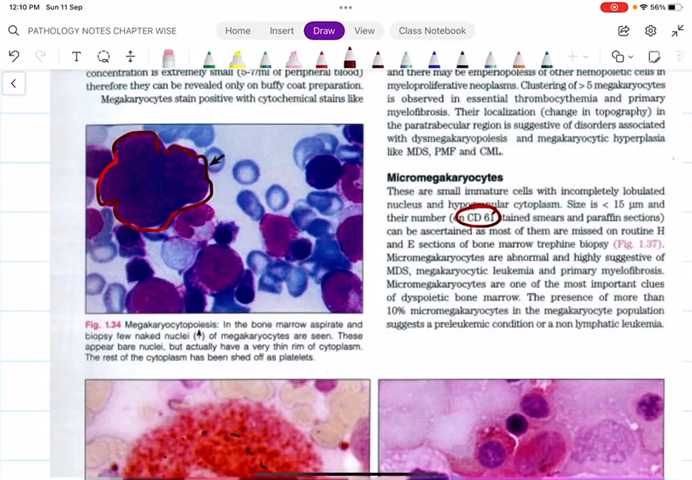 12:10 PM Sun 11 Sep
56%
PATHOLOGY NOTES CHAPTER WISE
Home Insert Draw View Class Notebook
concentration is extremely small (5-7/ml of peripheral blood)
therefore they can be revealed only on buffy coat preparation.
Megakaryocytes stain positive with cytochemical stains like
Fig. 1.34 Megakaryocytopoiesis: In the bone marrow aspirate and
biopsy few naked nuclei (↑) of megakaryocytes are seen. These
appear bare nuclei, but actually have a very thin rim of cytoplasm.
The rest of the cytoplasm has been shed off as platelets.
and there may be emperiopolesis of other hemopoietic cells in
myeloproliferative neoplasms. Clustering of > 5 megakaryocytes
is observed in essential thrombocythemia and primary
myelofibrosis. Their localization (change in topography) in
the paratrabecular region is suggestive of disorders associated
with dysmegakaryopoiesis and megakaryocytic hyperplasia
like MDS, PMF and CML.
Micromegakaryocytes
These are small immature cells with incompletely lobulated
nucleus and hypogranular cytoplasm. Size is < 15 µm and
their number (on CD 61 stained smears and paraffin sections)
can be ascertained as most of them are missed on routine H
and E sections of bone marrow trephine biopsy (Fig. 1.37).
Micromegakaryocytes are abnormal and highly suggestive of
MDS, megakaryocytic leukemia and primary myelofibrosis.
Micromegakaryocytes are one of the most important clues
of dyspoietic bone marrow. The presence of more than
10% micromegakaryocytes in the megakaryocyte population
suggests a preleukemic condition or a non lymphatic leukemia.